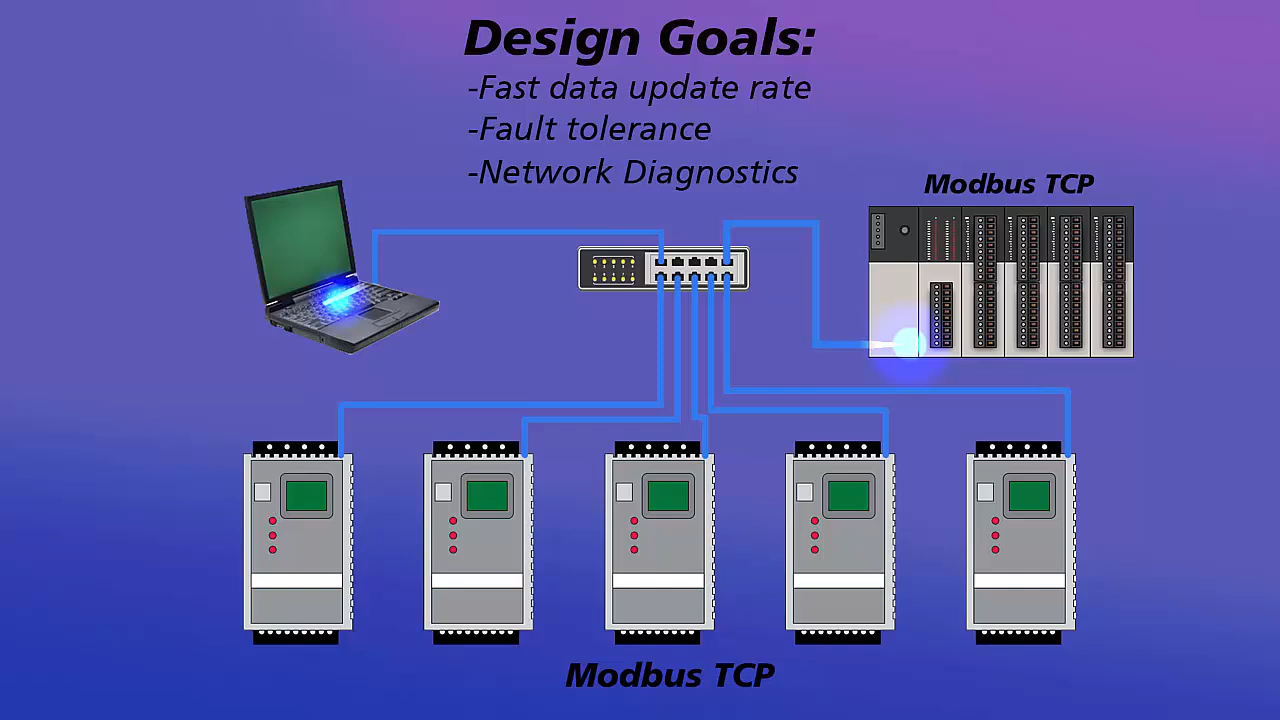 Design Goals:
-Fast data update rate
-Fault tolerance
-Network Diagnostics
Modbus TCP
Modbus TCP